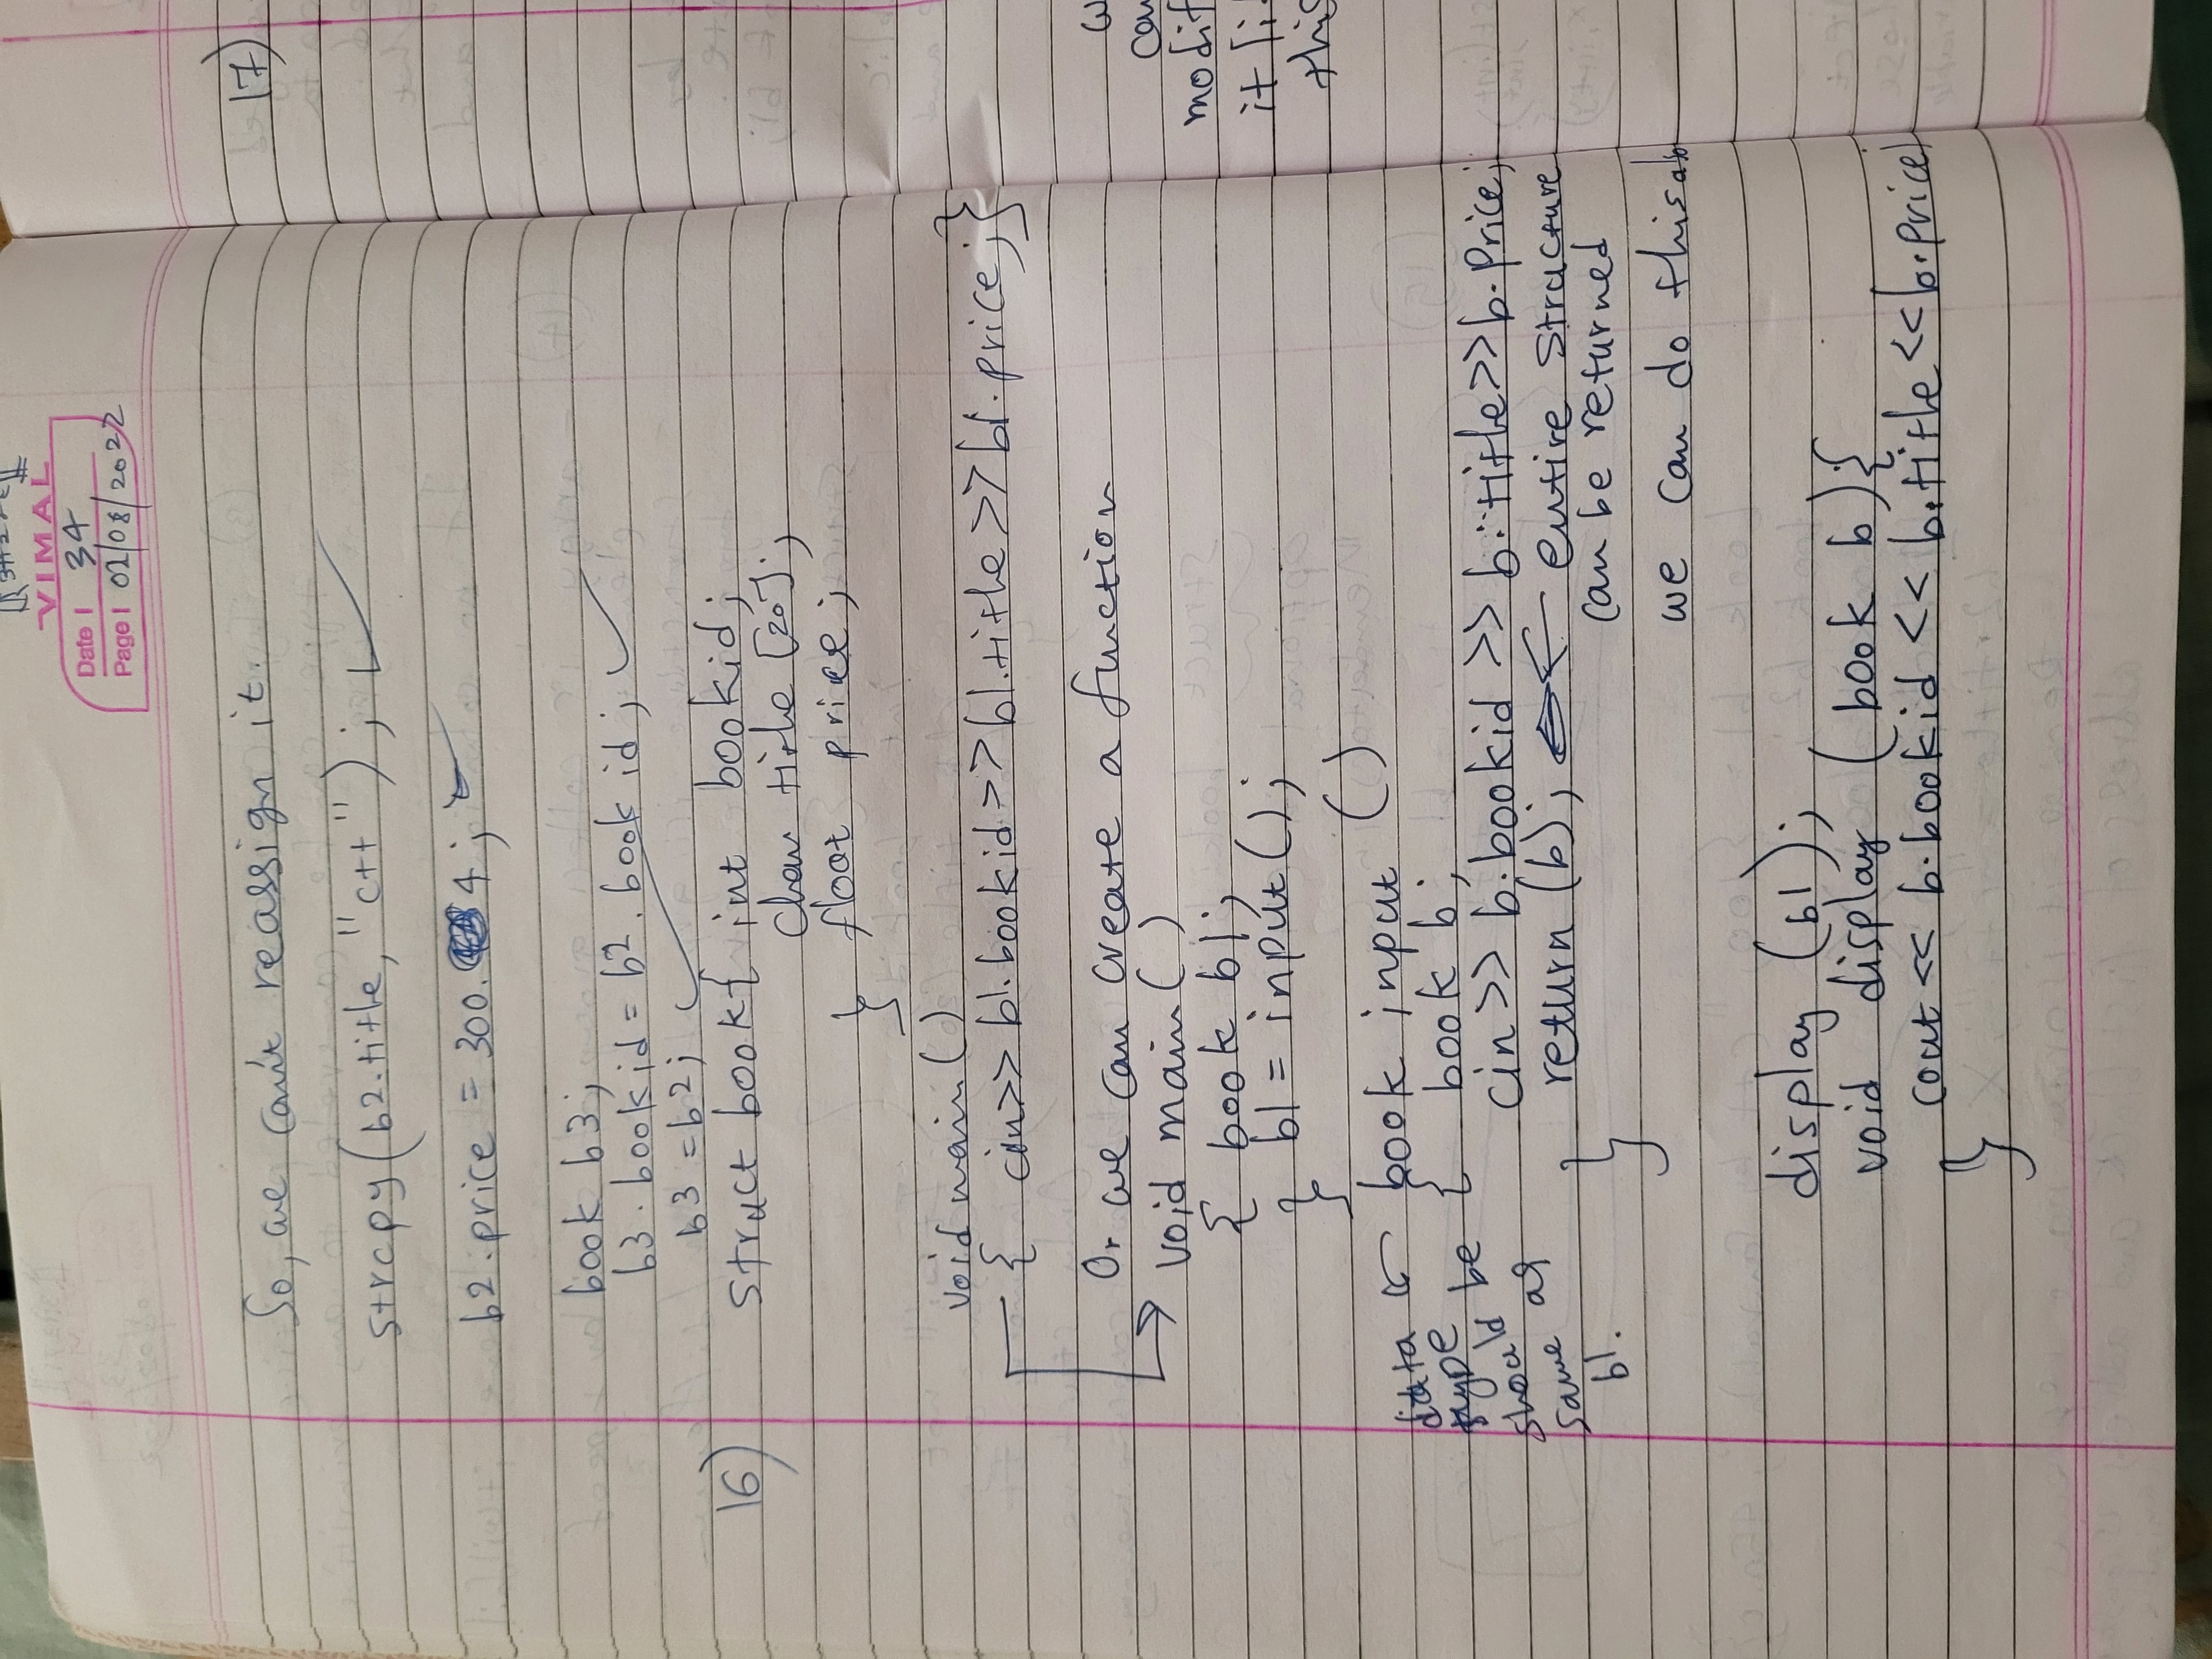 VIMAL
Date | 34
Page | 02/08/2022
So, we can't reassign it.
strcpy(b2.title, "c++"); ✓
b2.price = 300. 4; ✓
book b3;
b3.bookid = b2.bookid; ✓
b3 = b2; ✓
16) struct book{ int bookid;
char title [20];
float price;
}
void main()
{ cin>> b1.bookid>>b1.title>>b1.price;}
Or we can create a function
→ void main()
{ book b1;
b1 = input();
}
data ← book input ()
type
should be
same as
b1.
{ book b;
cin >> b.bookid >> b.title>>b.price;
return (b); ← entire structure
can be returned
}
we can do this also
display (b1);
void display (book b){
cout << b.bookid << b.title <<b.price;
}
17)
modif
it
this